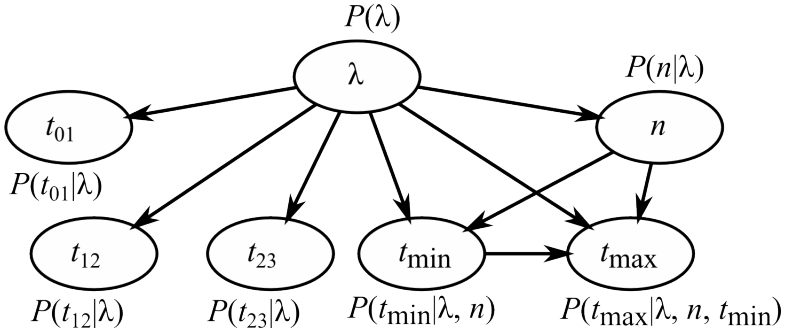 P(λ)
λ
P(n|λ)
t₀₁
n
P(t₀₁|λ)
t₁₂
t₂₃
tmin
tmax
P(t₁₂|λ)
P(t₂₃|λ)
P(tmin|λ, n)
P(tmax|λ, n, tmin)